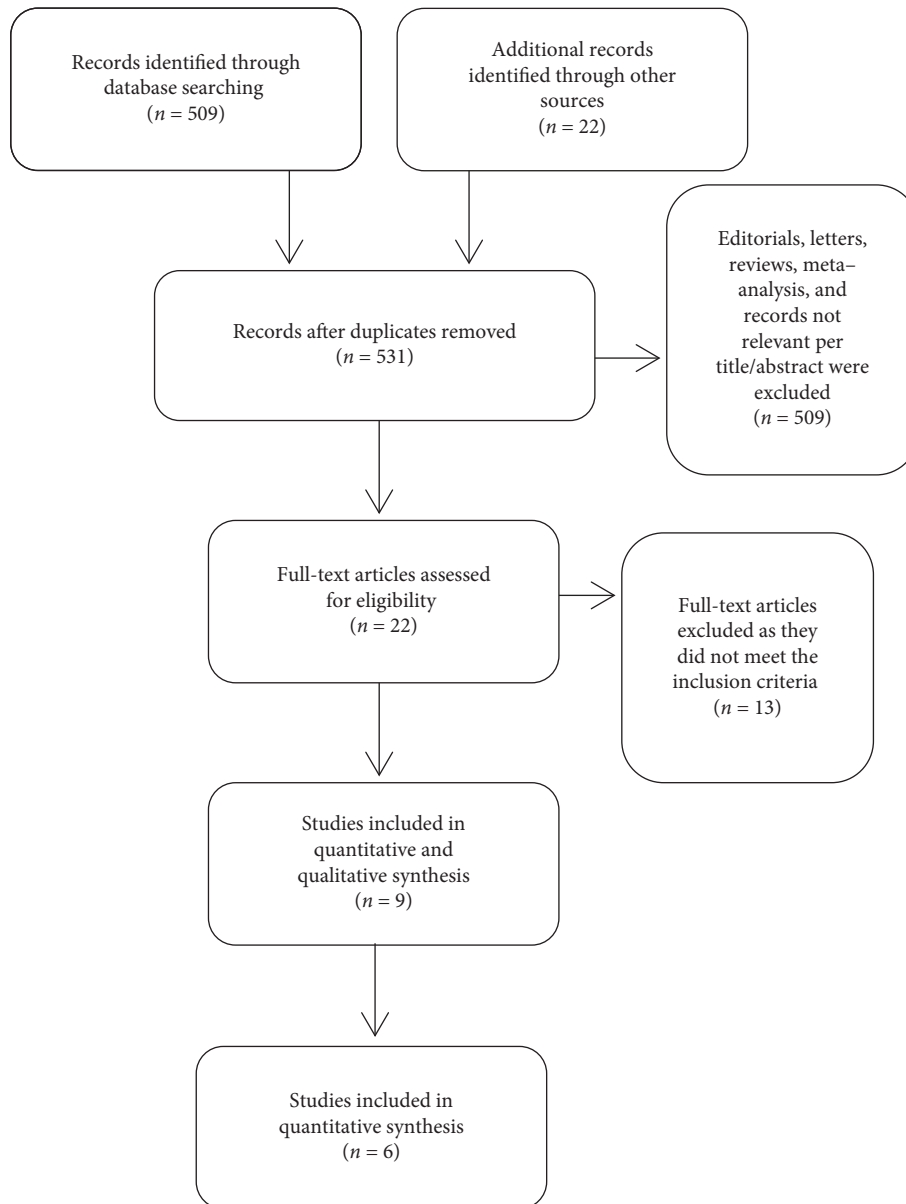 Records identified through
database searching
(n = 509)
Additional records
identified through other
sources
(n = 22)
Records after duplicates removed
(n = 531)
Editorials, letters,
reviews, meta–
analysis, and
records not
relevant per
title/abstract were
excluded
(n = 509)
Full-text articles assessed
for eligibility
(n = 22)
Full-text articles
excluded as they
did not meet the
inclusion criteria
(n = 13)
Studies included in
quantitative and
qualitative synthesis
(n = 9)
Studies included in
quantitative synthesis
(n = 6)